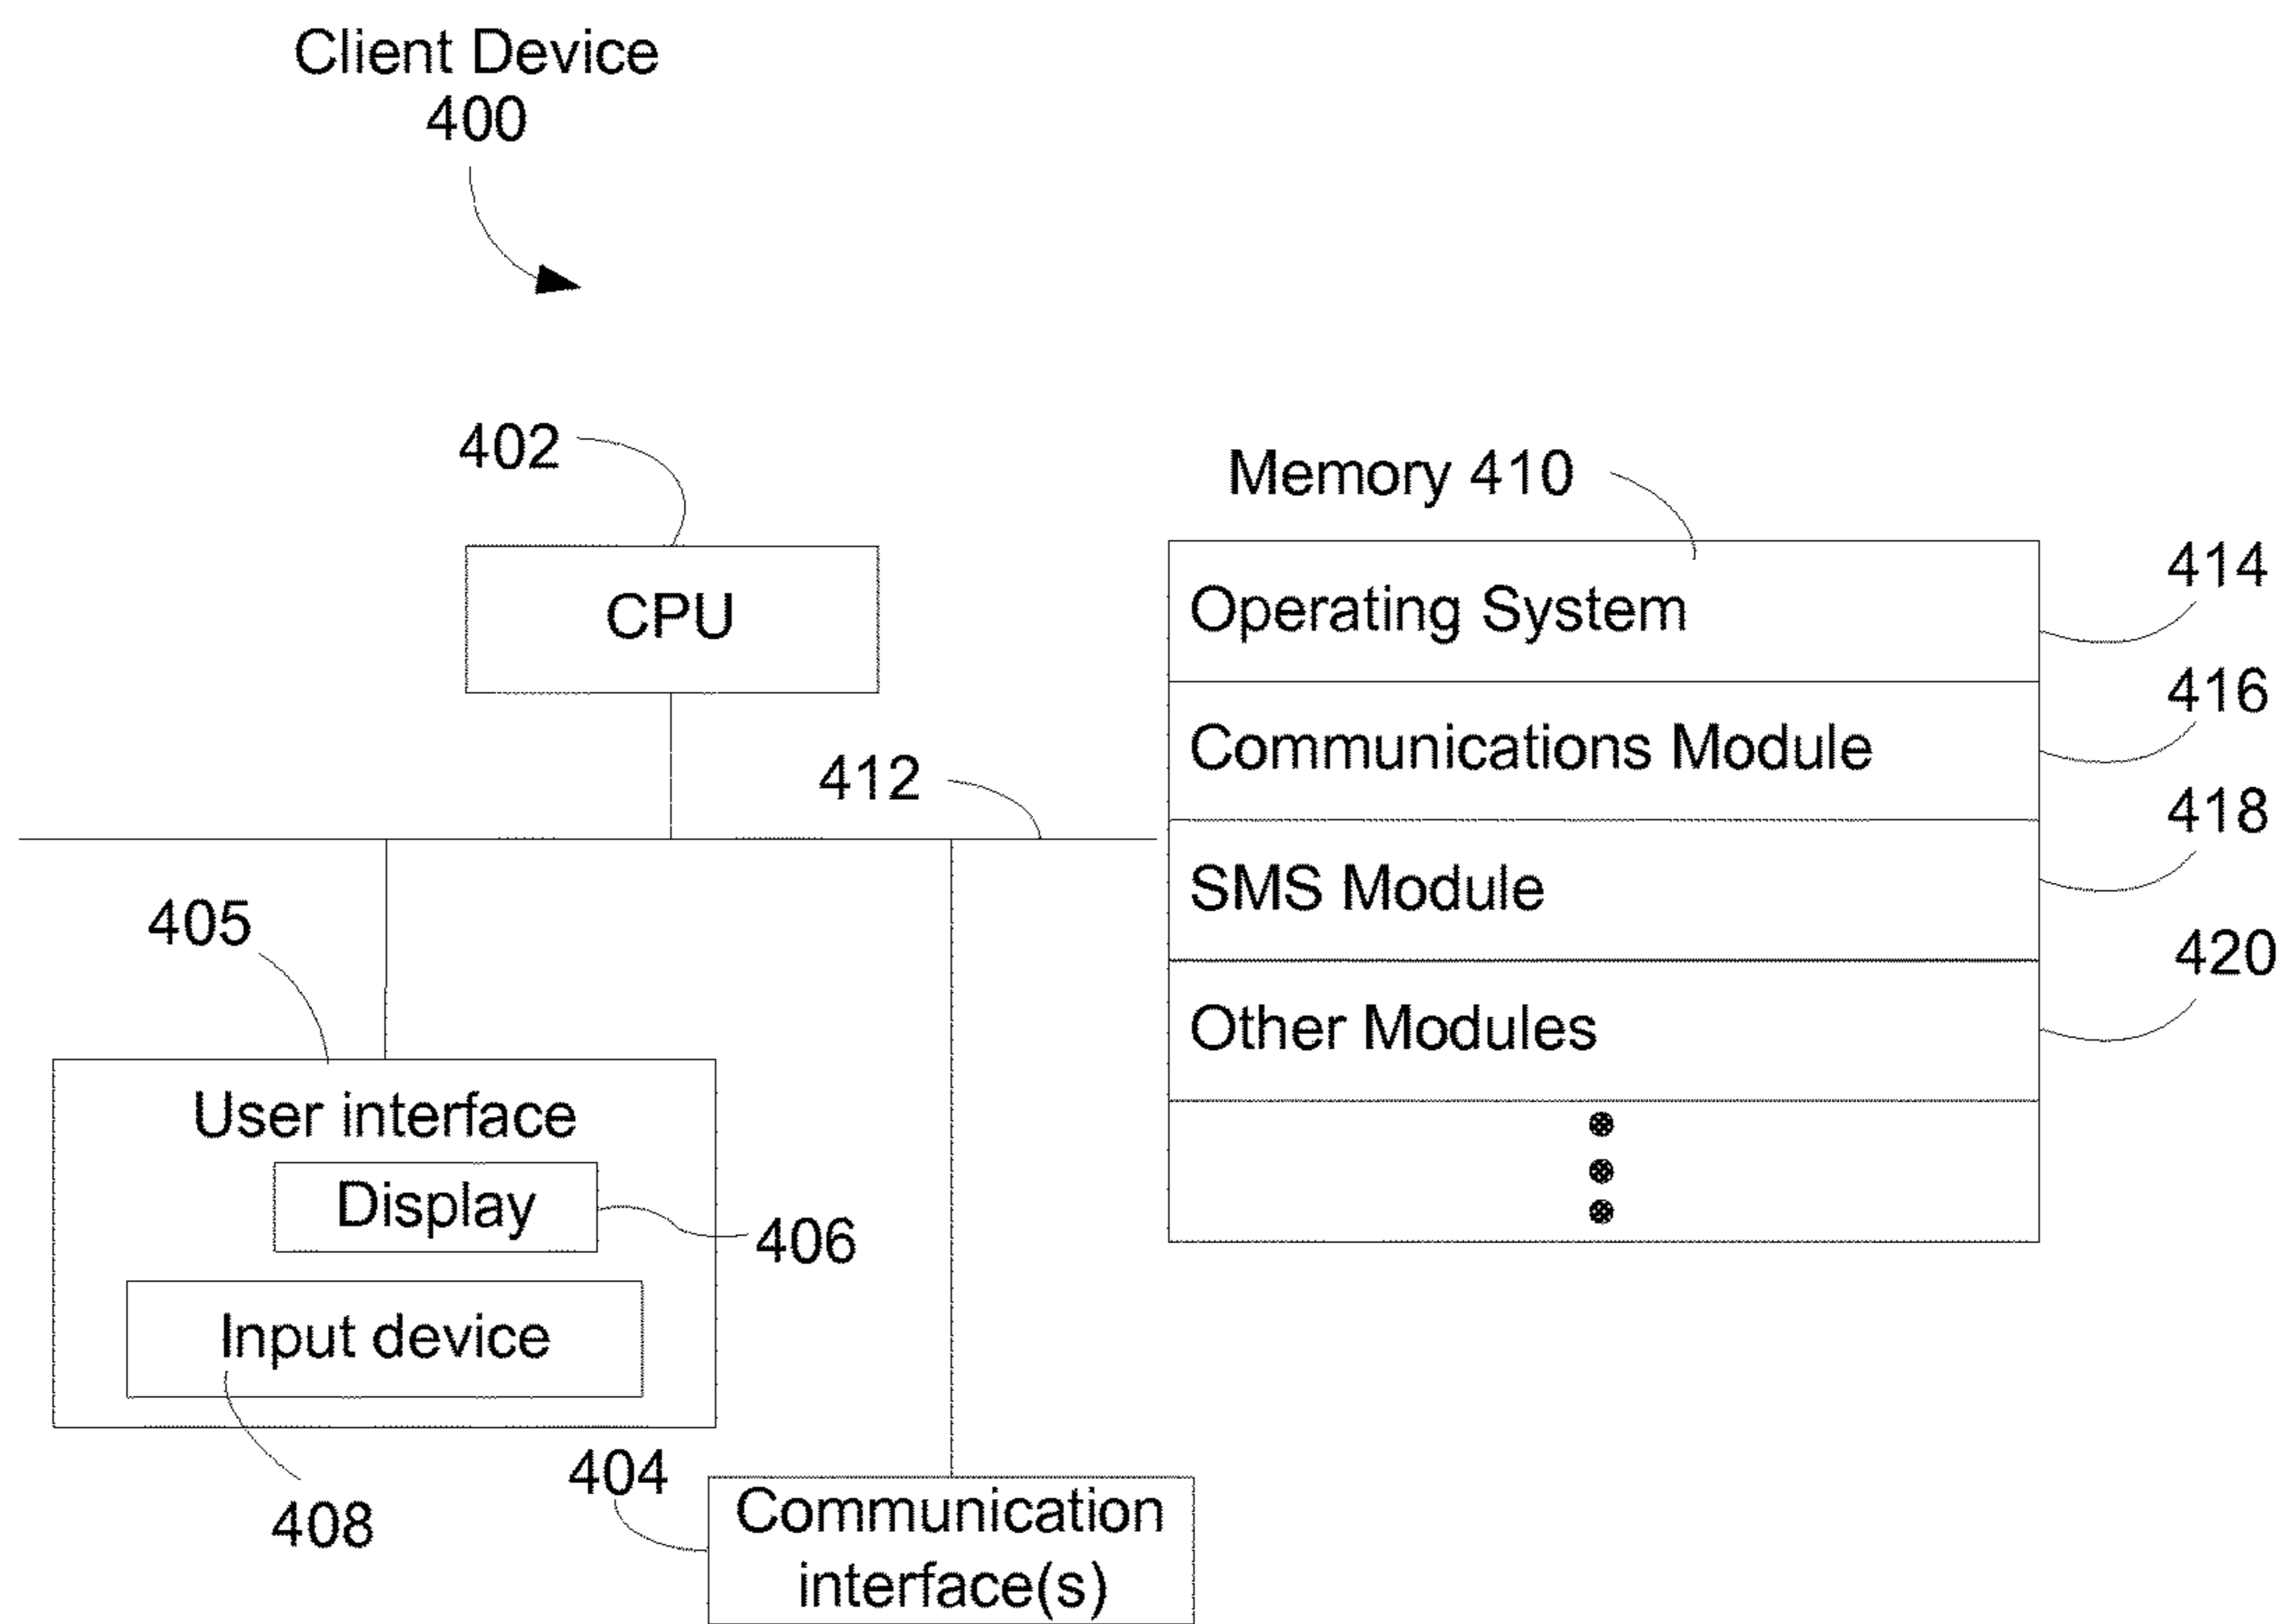 Client Device
400
402
CPU
412
405
User interface
Display
406
Input device
408
404
Communication
interface(s)
Memory 410
Operating System
414
Communications Module
416
SMS Module
418
Other Modules
420